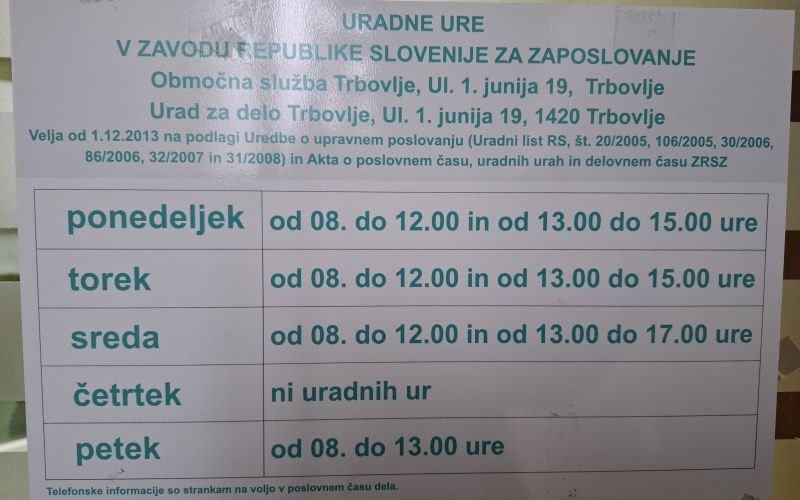 URADNE URE
V ZAVODU REPUBLIKE SLOVENIJE ZA ZAPOSLOVANJE
Območna služba Trbovlje, Ul. 1. junija 19, Trbovlje
Urad za delo Trbovlje, Ul. 1. junija 19, 1420 Trbovlje
Velja od 1.12.2013 na podlagi Uredbe o upravnem poslovanju (Uradni list RS, št. 20/2005, 106/2005, 30/2006,
86/2006, 32/2007 in 31/2008) in Akta o poslovnem času, uradnih urah in delovnem času ZRSZ
ponedeljek od 08. do 12.00 in od 13.00 do 15.00 ure
torek od 08. do 12.00 in od 13.00 do 15.00 ure
sreda od 08. do 12.00 in od 13.00 do 17.00 ure
četrtek ni uradnih ur
petek od 08. do 13.00 ure
Telefonske informacije so strankam na voljo v poslovnem času dela.